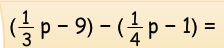 (1/3 p − 9) − (1/4 p − 1) =